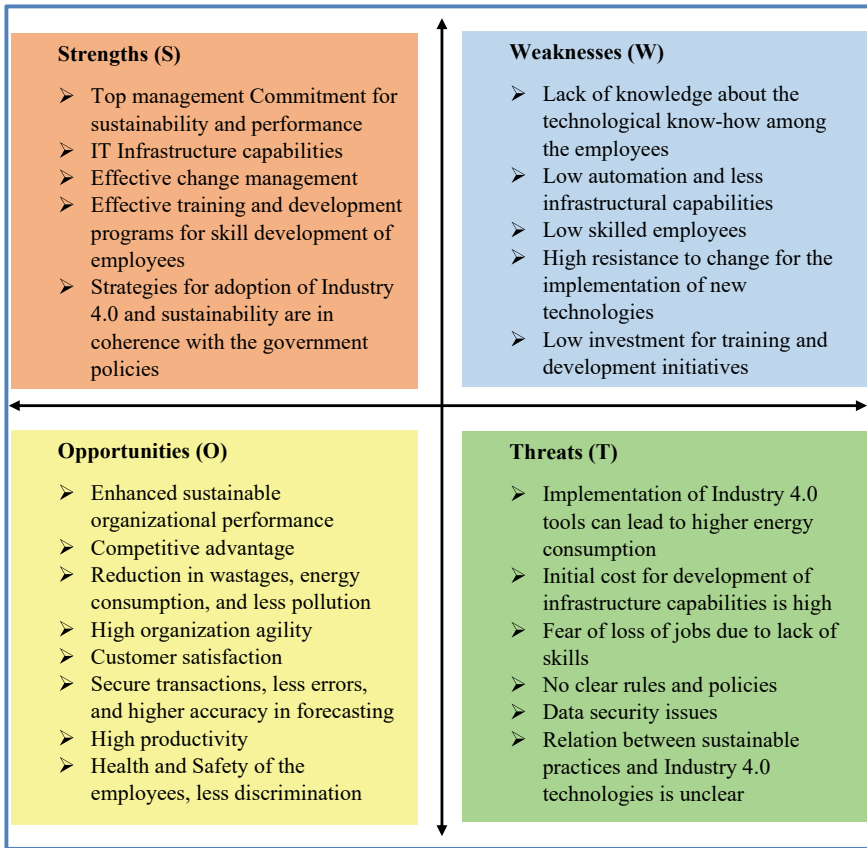 Strengths (S)
➢ Top management Commitment for
sustainability and performance
➢ IT Infrastructure capabilities
➢ Effective change management
➢ Effective training and development
programs for skill development of
employees
➢ Strategies for adoption of Industry
4.0 and sustainability are in
coherence with the government
policies
Weaknesses (W)
➢ Lack of knowledge about the
technological know-how among
the employees
➢ Low automation and less
infrastructural capabilities
➢ Low skilled employees
➢ High resistance to change for the
implementation of new
technologies
➢ Low investment for training and
development initiatives
Opportunities (O)
➢ Enhanced sustainable
organizational performance
➢ Competitive advantage
➢ Reduction in wastages, energy
consumption, and less pollution
➢ High organization agility
➢ Customer satisfaction
➢ Secure transactions, less errors,
and higher accuracy in forecasting
➢ High productivity
➢ Health and Safety of the
employees, less discrimination
Threats (T)
➢ Implementation of Industry 4.0
tools can lead to higher energy
consumption
➢ Initial cost for development of
infrastructure capabilities is high
➢ Fear of loss of jobs due to lack of
skills
➢ No clear rules and policies
➢ Data security issues
➢ Relation between sustainable
practices and Industry 4.0
technologies is unclear